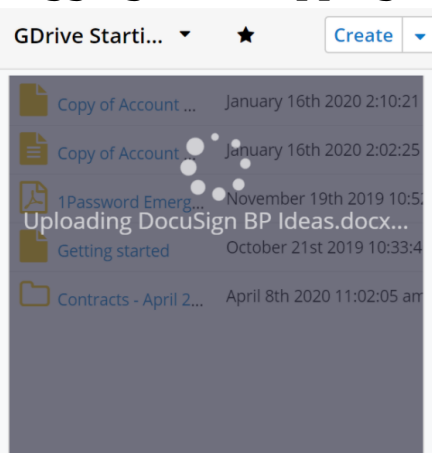 GDrive Starti...
Create
Copy of Account ... January 16th 2020 2:10:21
Copy of Account ... January 16th 2020 2:02:25
1Password Emerg... November 19th 2019 10:52
Uploading DocuSign BP Ideas.docx...
Getting started October 21st 2019 10:33:4
Contracts - April 2... April 8th 2020 11:02:05 am